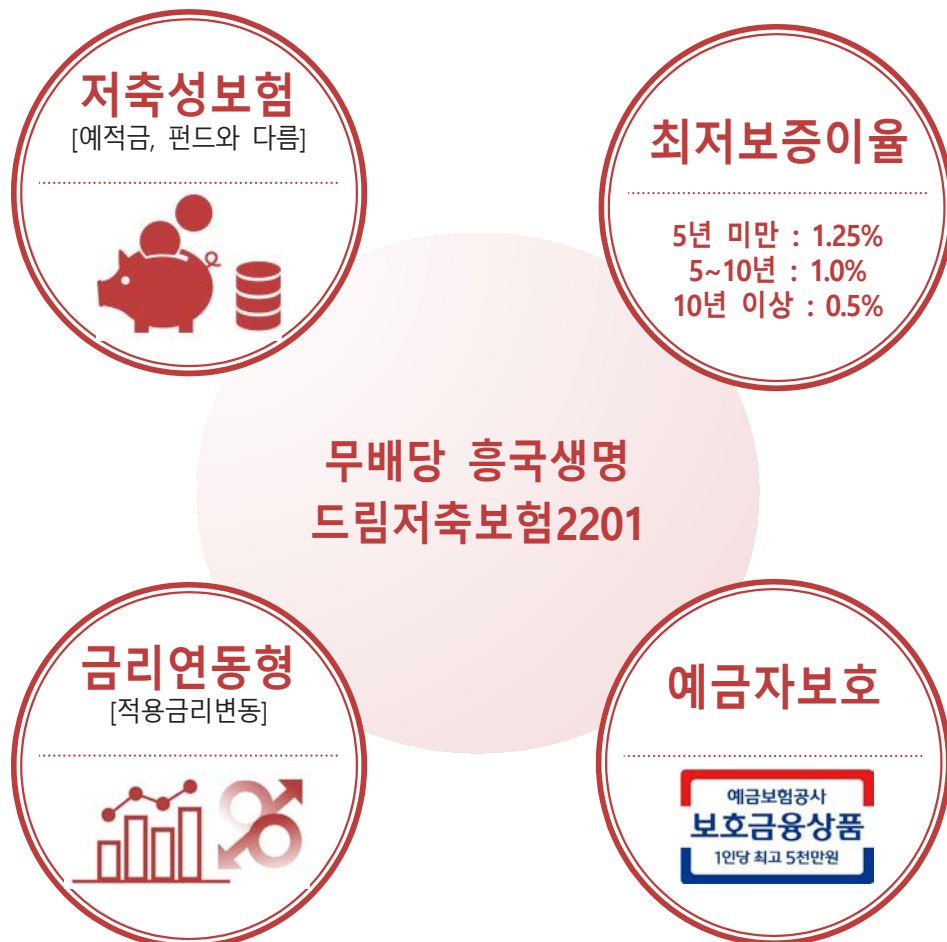 저축성보험
[예적금, 펀드와 다름]
최저보증이율
5년 미만 : 1.25%
5~10년 : 1.0%
10년 이상 : 0.5%
무배당 흥국생명
드림저축보험2201
금리연동형
[적용금리변동]
예금자보호
예금보험공사
보호금융상품
1인당 최고 5천만원